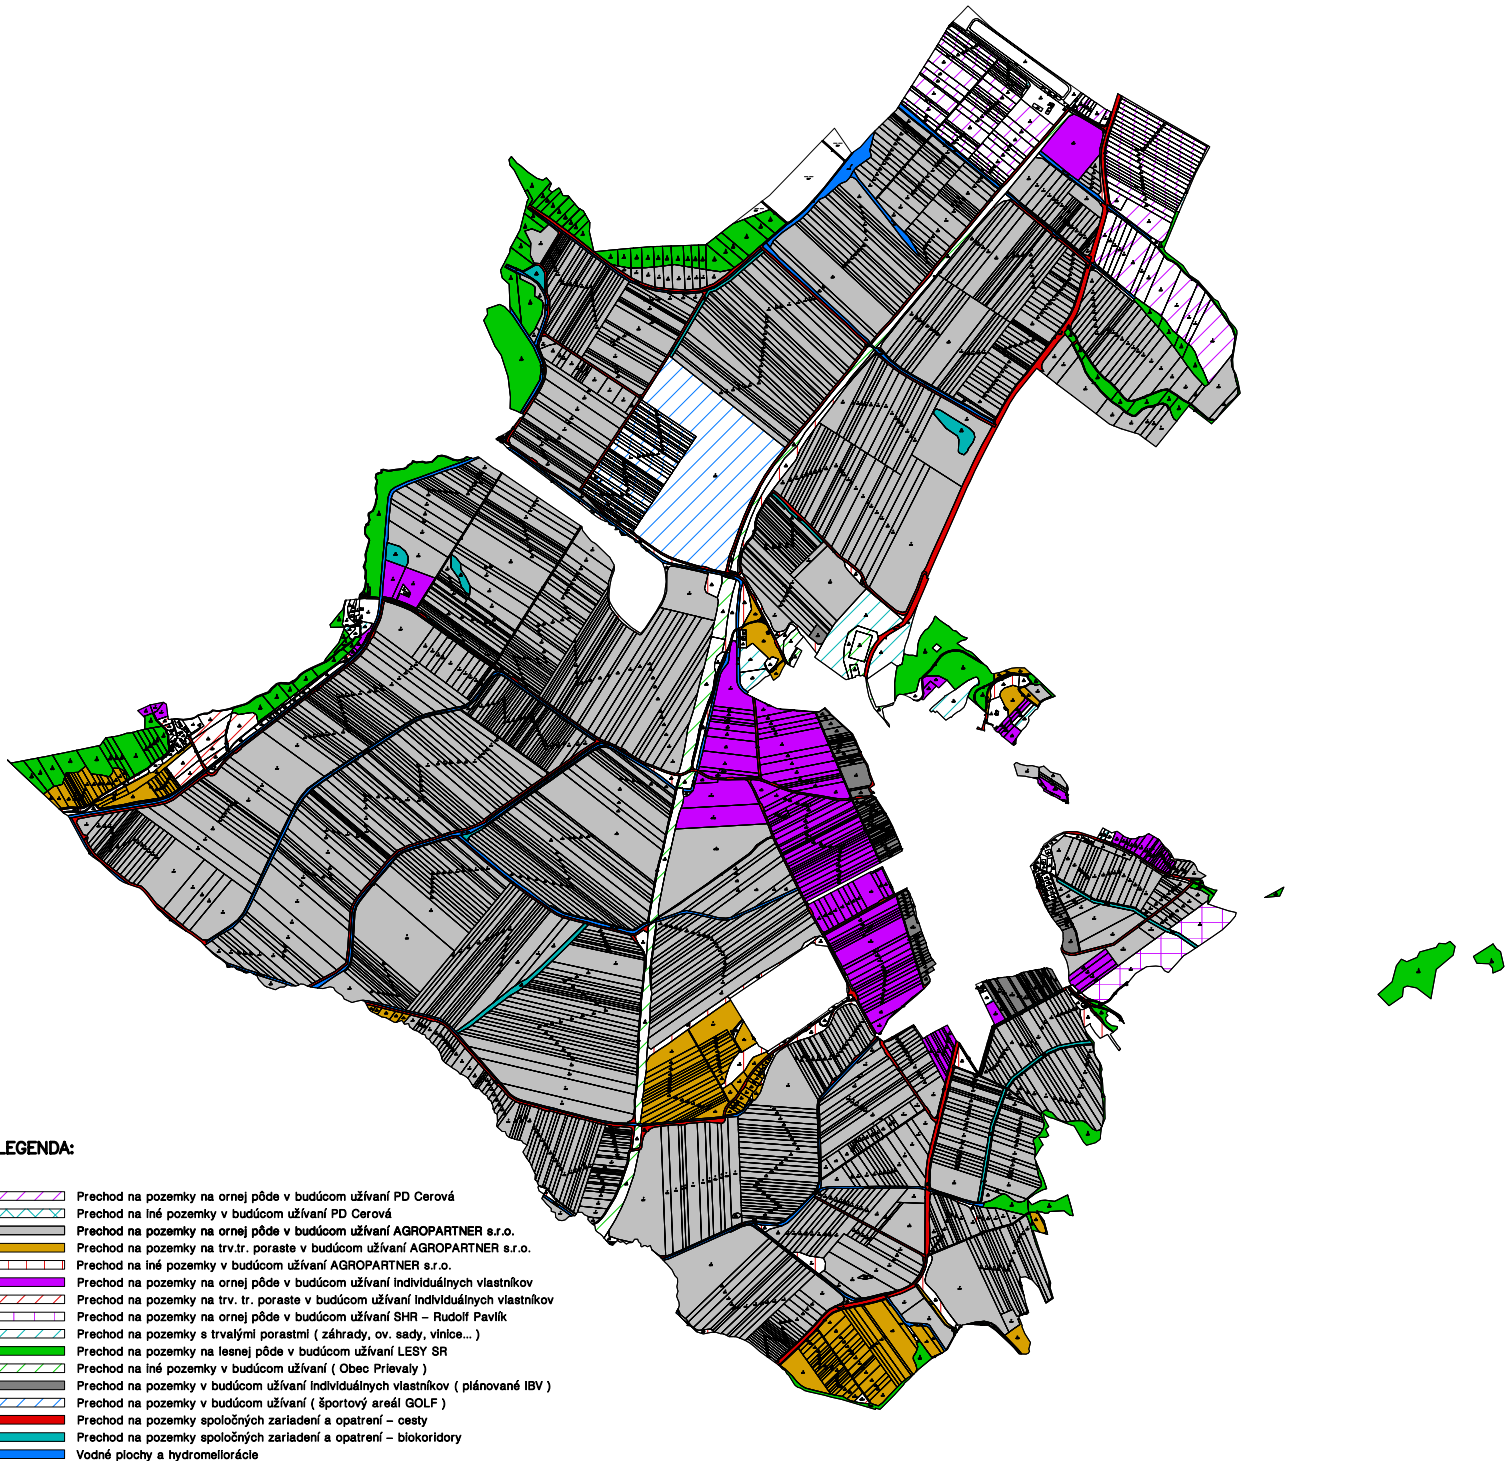 LEGENDA:
Prechod na pozemky na ornej pôde v budúcom užívaní PD Cerová
Prechod na iné pozemky v budúcom užívaní PD Cerová
Prechod na pozemky na ornej pôde v budúcom užívaní AGROPARTNER s.r.o.
Prechod na pozemky na trv.tr. poraste v budúcom užívaní AGROPARTNER s.r.o.
Prechod na iné pozemky v budúcom užívaní AGROPARTNER s.r.o.
Prechod na pozemky na ornej pôde v budúcom užívaní individuálnych vlastníkov
Prechod na pozemky na trv. tr. poraste v budúcom užívaní individuálnych vlastníkov
Prechod na pozemky na ornej pôde v budúcom užívaní SHR – Rudolf Pavlík
Prechod na pozemky s trvalými porastmi ( záhrady, ov. sady, vinice... )
Prechod na pozemky na lesnej pôde v budúcom užívaní LESY SR
Prechod na iné pozemky v budúcom užívaní ( Obec Prievaly )
Prechod na pozemky v budúcom užívaní individuálnych vlastníkov ( plánované IBV )
Prechod na pozemky v budúcom užívaní ( športový areál GOLF )
Prechod na pozemky spoločných zariadení a opatrení – cesty
Prechod na pozemky spoločných zariadení a opatrení – biokoridory
Vodné plochy a hydromeliorácie